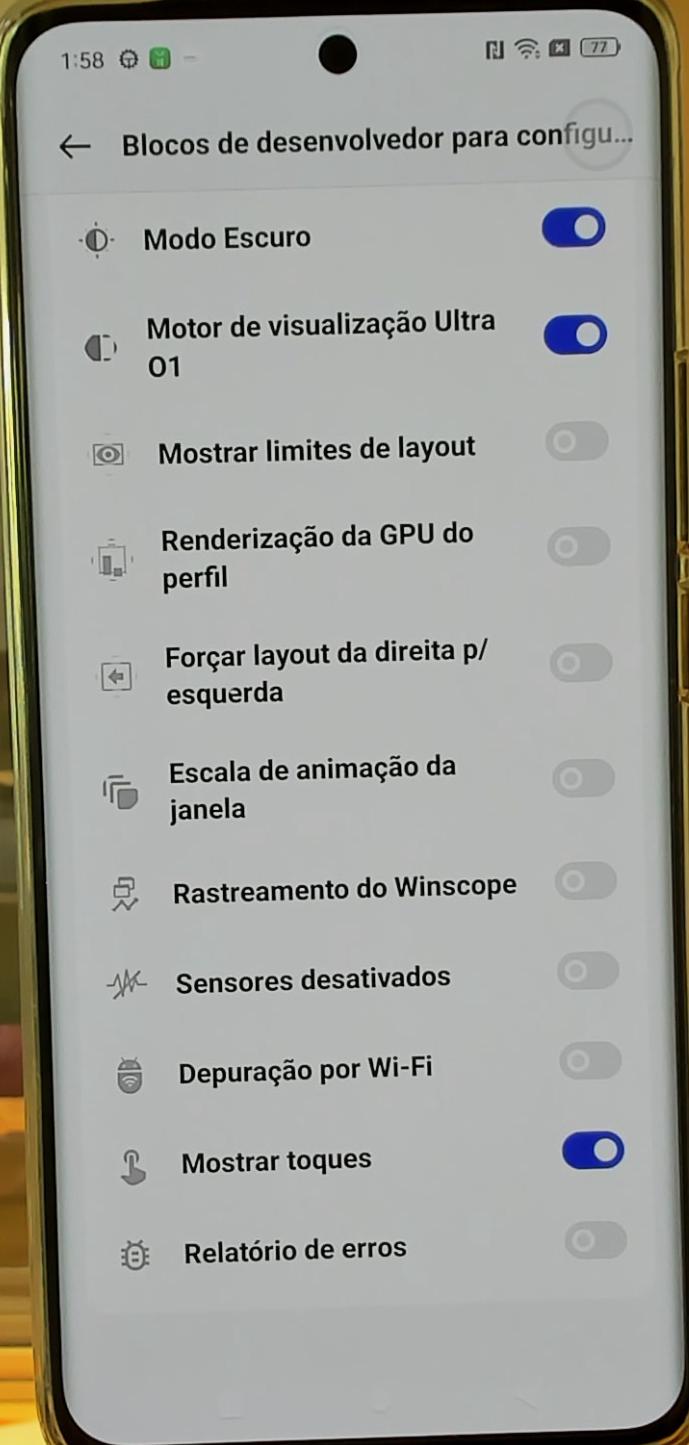 1:58
77
Blocos de desenvolvedor para configu...
Modo Escuro
Motor de visualização Ultra
O1
Mostrar limites de layout
Renderização da GPU do
perfil
Forçar layout da direita p/
esquerda
Escala de animação da
janela
Rastreamento do Winscope
Sensores desativados
Depuração por Wi-Fi
Mostrar toques
Relatório de erros